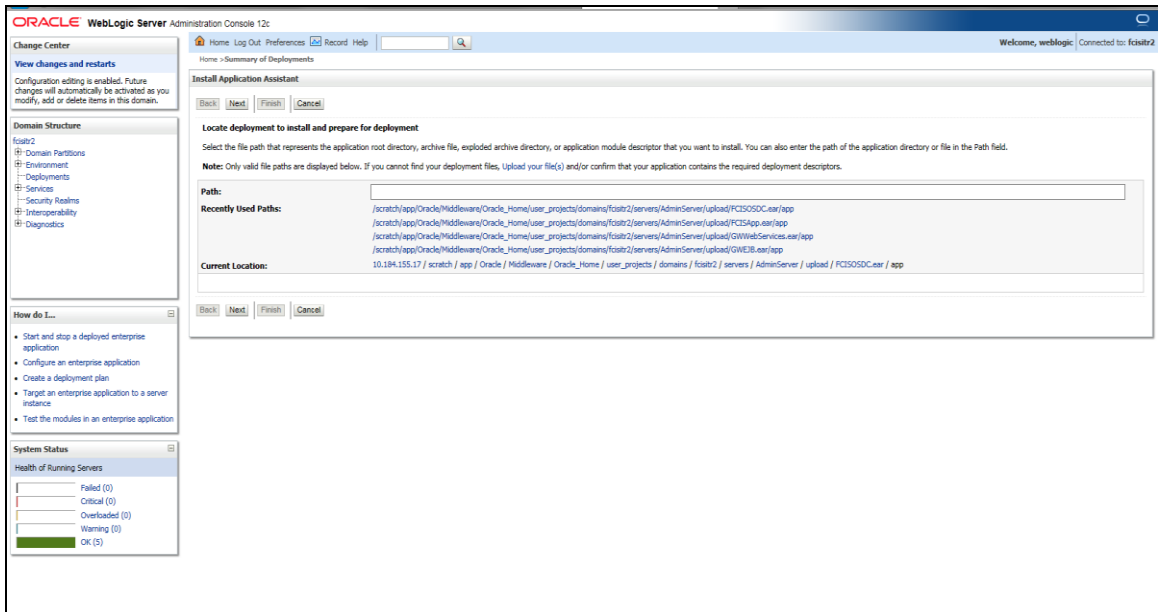 ORACLE WebLogic Server Administration Console 12c
Change Center
View changes and restarts
Configuration editing is enabled. Future
changes will automatically be activated as you
modify, add or delete items in this domain.
Domain Structure
fcisitr2
Domain Partitions
Environment
Deployments
Services
Security Realms
Interoperability
Diagnostics
How do I...
• Start and stop a deployed enterprise
application
• Configure an enterprise application
• Create a deployment plan
• Target an enterprise application to a server
instance
• Test the modules in an enterprise application
System Status
Health of Running Servers
Failed (0)
Critical (0)
Overloaded (0)
Warning (0)
OK (5)
Home Log Out Preferences Record Help
Welcome, weblogic Connected to: fcisitr2
Home >Summary of Deployments
Install Application Assistant
Back Next Finish Cancel
Locate deployment to install and prepare for deployment
Select the file path that represents the application root directory, archive file, exploded archive directory, or application module descriptor that you want to install. You can also enter the path of the application directory or file in the Path field.
Note: Only valid file paths are displayed below. If you cannot find your deployment files, Upload your file(s) and/or confirm that your application contains the required deployment descriptors.
Path:
Recently Used Paths: /scratch/app/Oracle/Middleware/Oracle_Home/user_projects/domains/fcisitr2/servers/AdminServer/upload/FCISOSDC.ear/app
/scratch/app/Oracle/Middleware/Oracle_Home/user_projects/domains/fcisitr2/servers/AdminServer/upload/FCISApp.ear/app
/scratch/app/Oracle/Middleware/Oracle_Home/user_projects/domains/fcisitr2/servers/AdminServer/upload/GWWebServices.ear/app
/scratch/app/Oracle/Middleware/Oracle_Home/user_projects/domains/fcisitr2/servers/AdminServer/upload/GWEJB.ear/app
Current Location: 10.184.155.17 / scratch / app / Oracle / Middleware / Oracle_Home / user_projects / domains / fcisitr2 / servers / AdminServer / upload / FCISOSDC.ear / app
Back Next Finish Cancel